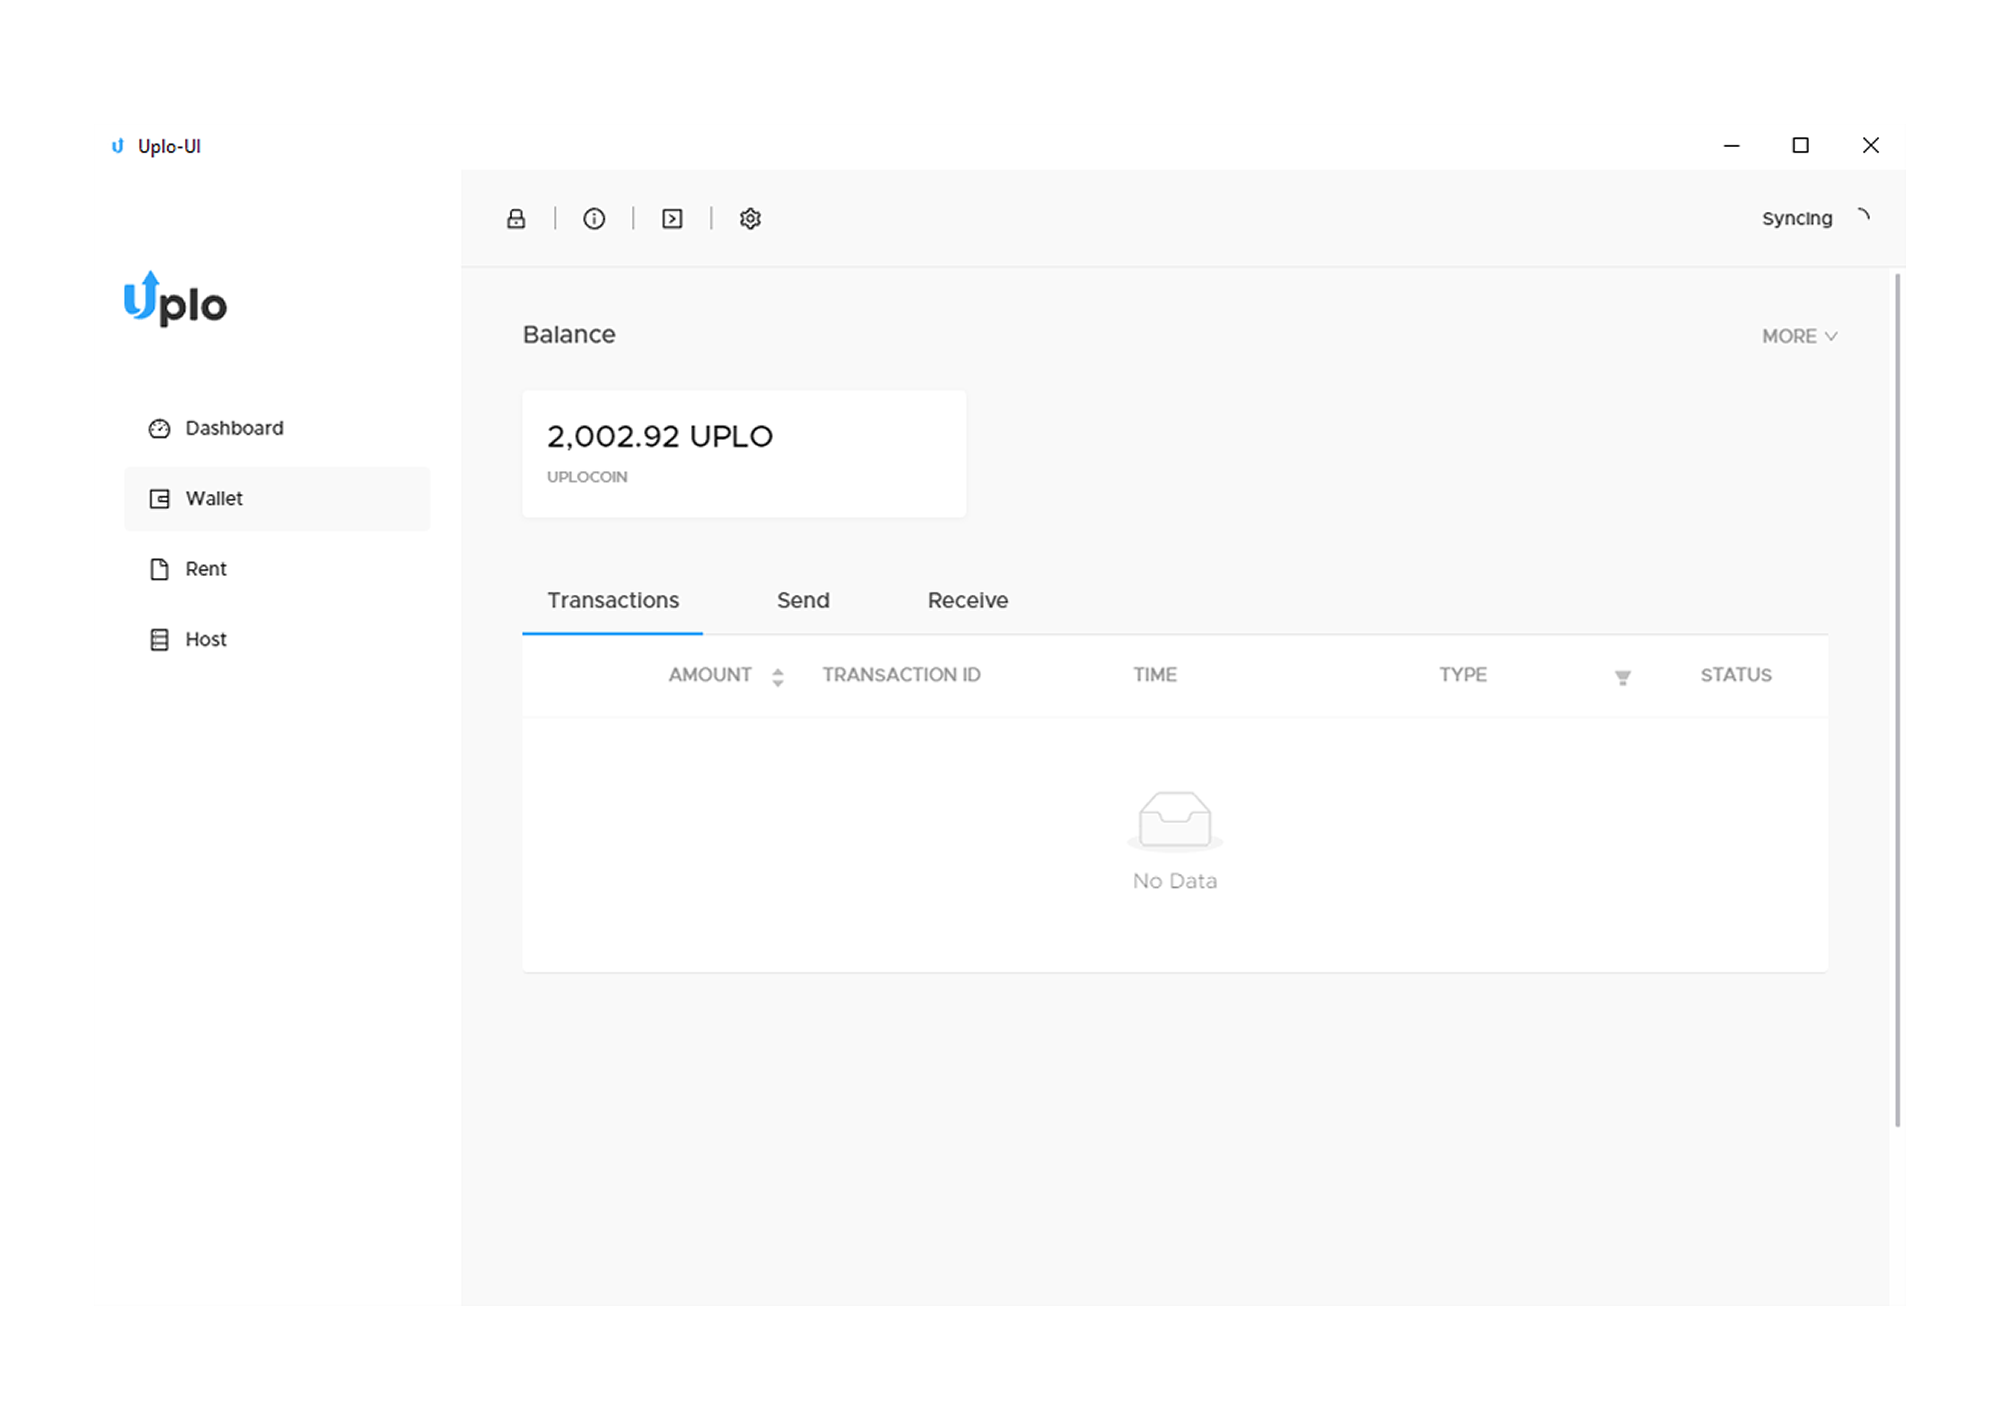 Uplo-UI
Syncing
Uplo
Balance
MORE
2,002.92 UPLO
UPLOCOIN
Dashboard
Wallet
Rent
Host
Transactions Send Receive
AMOUNT TRANSACTION ID TIME TYPE STATUS
No Data